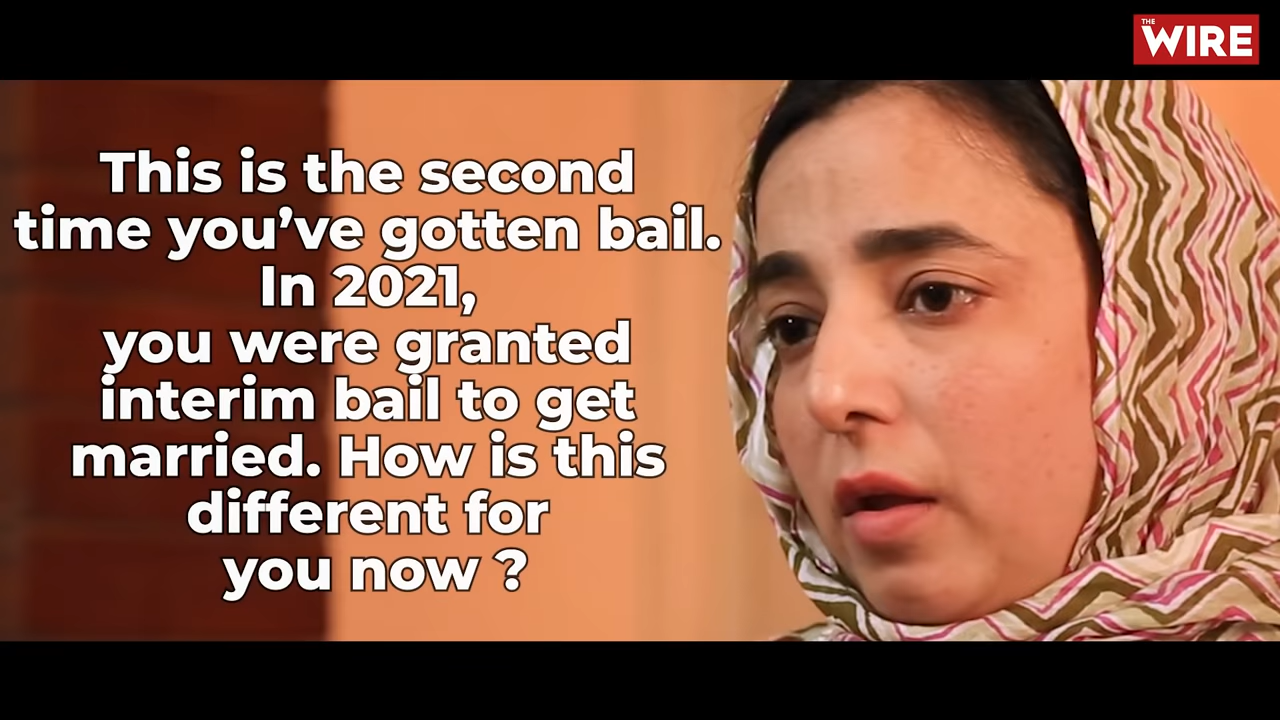 THE
WIRE
This is the second
time you’ve gotten bail.
In 2021,
you were granted
interim bail to get
married. How is this
different for
you now ?